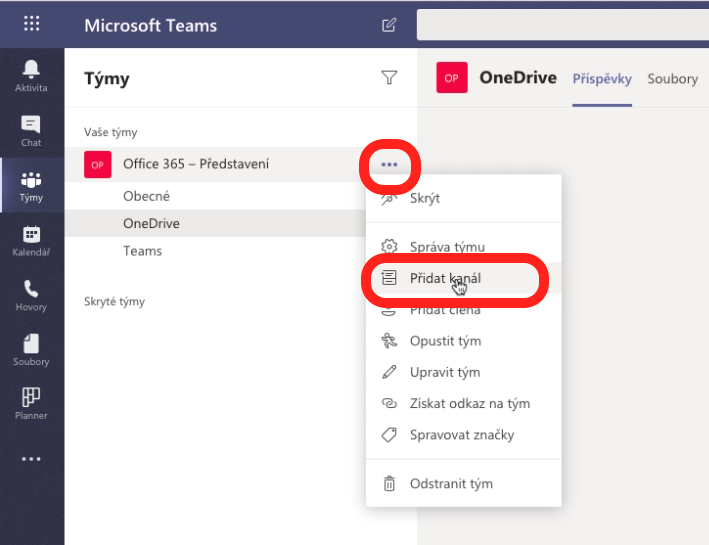 Microsoft Teams
Aktivita
Chat
Týmy
Kalendář
Hovory
Soubory
Planner
Týmy
Vaše týmy
OP Office 365 – Představení
Obecné
OneDrive
Teams
Skryté týmy
Skrýt
Správa týmu
Přidat kanál
Přidat člena
Opustit tým
Upravit tým
Získat odkaz na tým
Spravovat značky
Odstranit tým
OP OneDrive Příspěvky Soubory